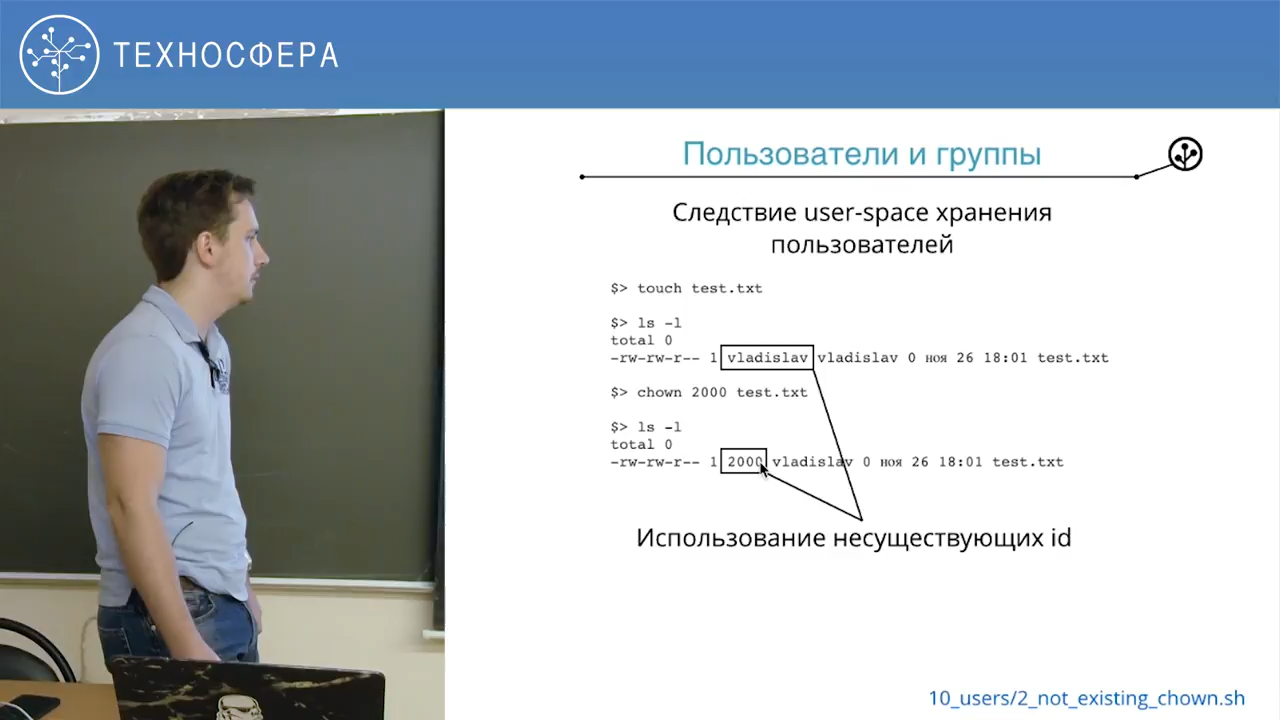 ТЕХНОСФЕРА
Пользователи и группы
Следствие user-space хранения
пользователей
$> touch test.txt
$> ls -l
total 0
-rw-rw-r-- 1 vladislav vladislav 0 ноя 26 18:01 test.txt
$> chown 2000 test.txt
$> ls -l
total 0
-rw-rw-r-- 1 2000 vladislav 0 ноя 26 18:01 test.txt
Использование несуществующих id
10_users/2_not_existing_chown.sh